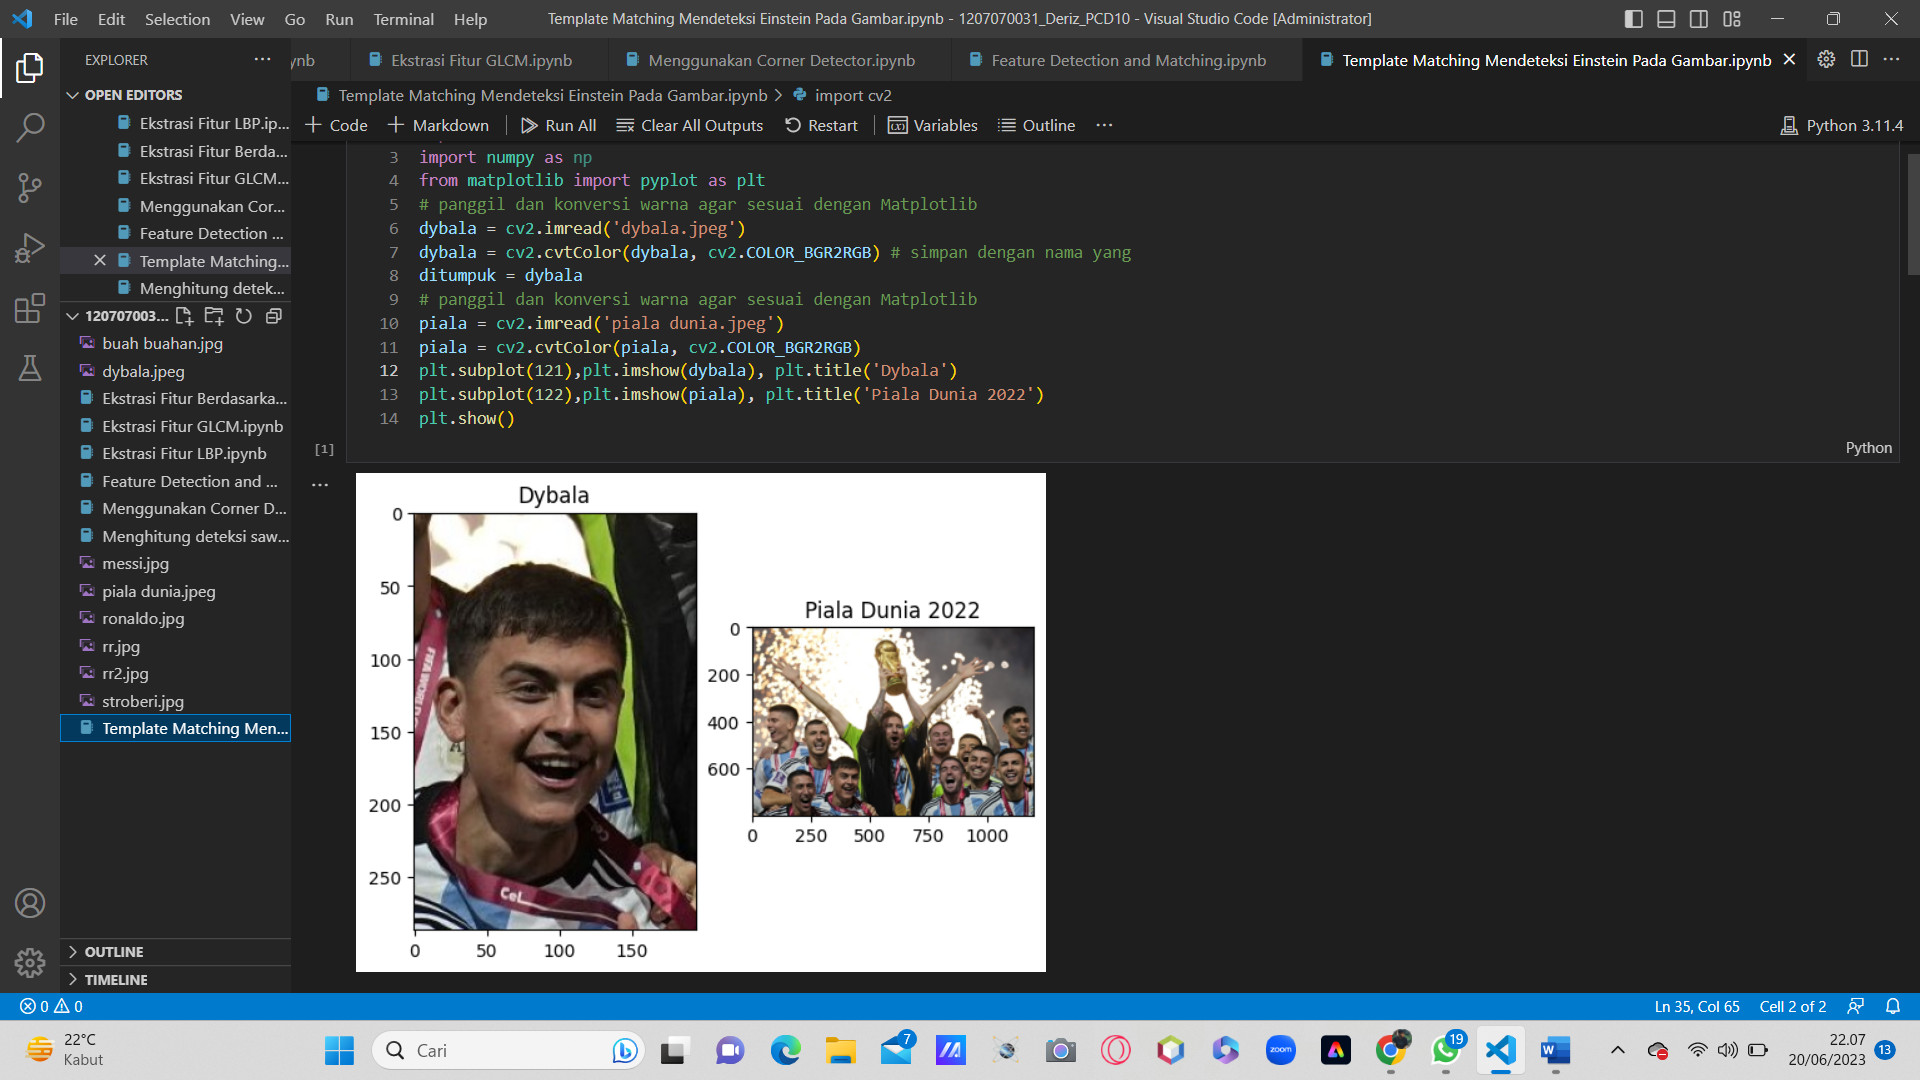 File Edit Selection View Go Run Terminal Help
Template Matching Mendeteksi Einstein Pada Gambar.ipynb - 1207070031_Deriz_PCD10 - Visual Studio Code [Administrator]
EXPLORER
ynb
Ekstrasi Fitur GLCM.ipynb
Menggunakan Corner Detector.ipynb
Feature Detection and Matching.ipynb
Template Matching Mendeteksi Einstein Pada Gambar.ipynb
OPEN EDITORS
Ekstrasi Fitur LBP.ip...
Ekstrasi Fitur Berda...
Ekstrasi Fitur GLCM...
Menggunakan Cor...
Feature Detection ...
Template Matching...
Menghitung detek...
120707003...
buah buahan.jpg
dybala.jpeg
Ekstrasi Fitur Berdasarka...
Ekstrasi Fitur GLCM.ipynb
Ekstrasi Fitur LBP.ipynb
Feature Detection and ...
Menggunakan Corner D...
Menghitung deteksi saw...
messi.jpg
piala dunia.jpeg
ronaldo.jpg
rr.jpg
rr2.jpg
stroberi.jpg
Template Matching Men...
OUTLINE
TIMELINE
Template Matching Mendeteksi Einstein Pada Gambar.ipynb > import cv2
Code Markdown Run All Clear All Outputs Restart Variables Outline ...
Python 3.11.4
3 import numpy as np
4 from matplotlib import pyplot as plt
5 # panggil dan konversi warna agar sesuai dengan Matplotlib
6 dybala = cv2.imread('dybala.jpeg')
7 dybala = cv2.cvtColor(dybala, cv2.COLOR_BGR2RGB) # simpan dengan nama yang
8 ditumpuk = dybala
9 # panggil dan konversi warna agar sesuai dengan Matplotlib
10 piala = cv2.imread('piala dunia.jpeg')
11 piala = cv2.cvtColor(piala, cv2.COLOR_BGR2RGB)
12 plt.subplot(121),plt.imshow(dybala), plt.title('Dybala')
13 plt.subplot(122),plt.imshow(piala), plt.title('Piala Dunia 2022')
14 plt.show()
[1]
Python
Dybala
0
50
100
150
200
250
0 50 100 150
Piala Dunia 2022
0
200
400
600
0 250 500 750 1000
0 0
Ln 35, Col 65 Cell 2 of 2
22°C
Kabut
Cari
7
zoom
19
22.07
20/06/2023
13